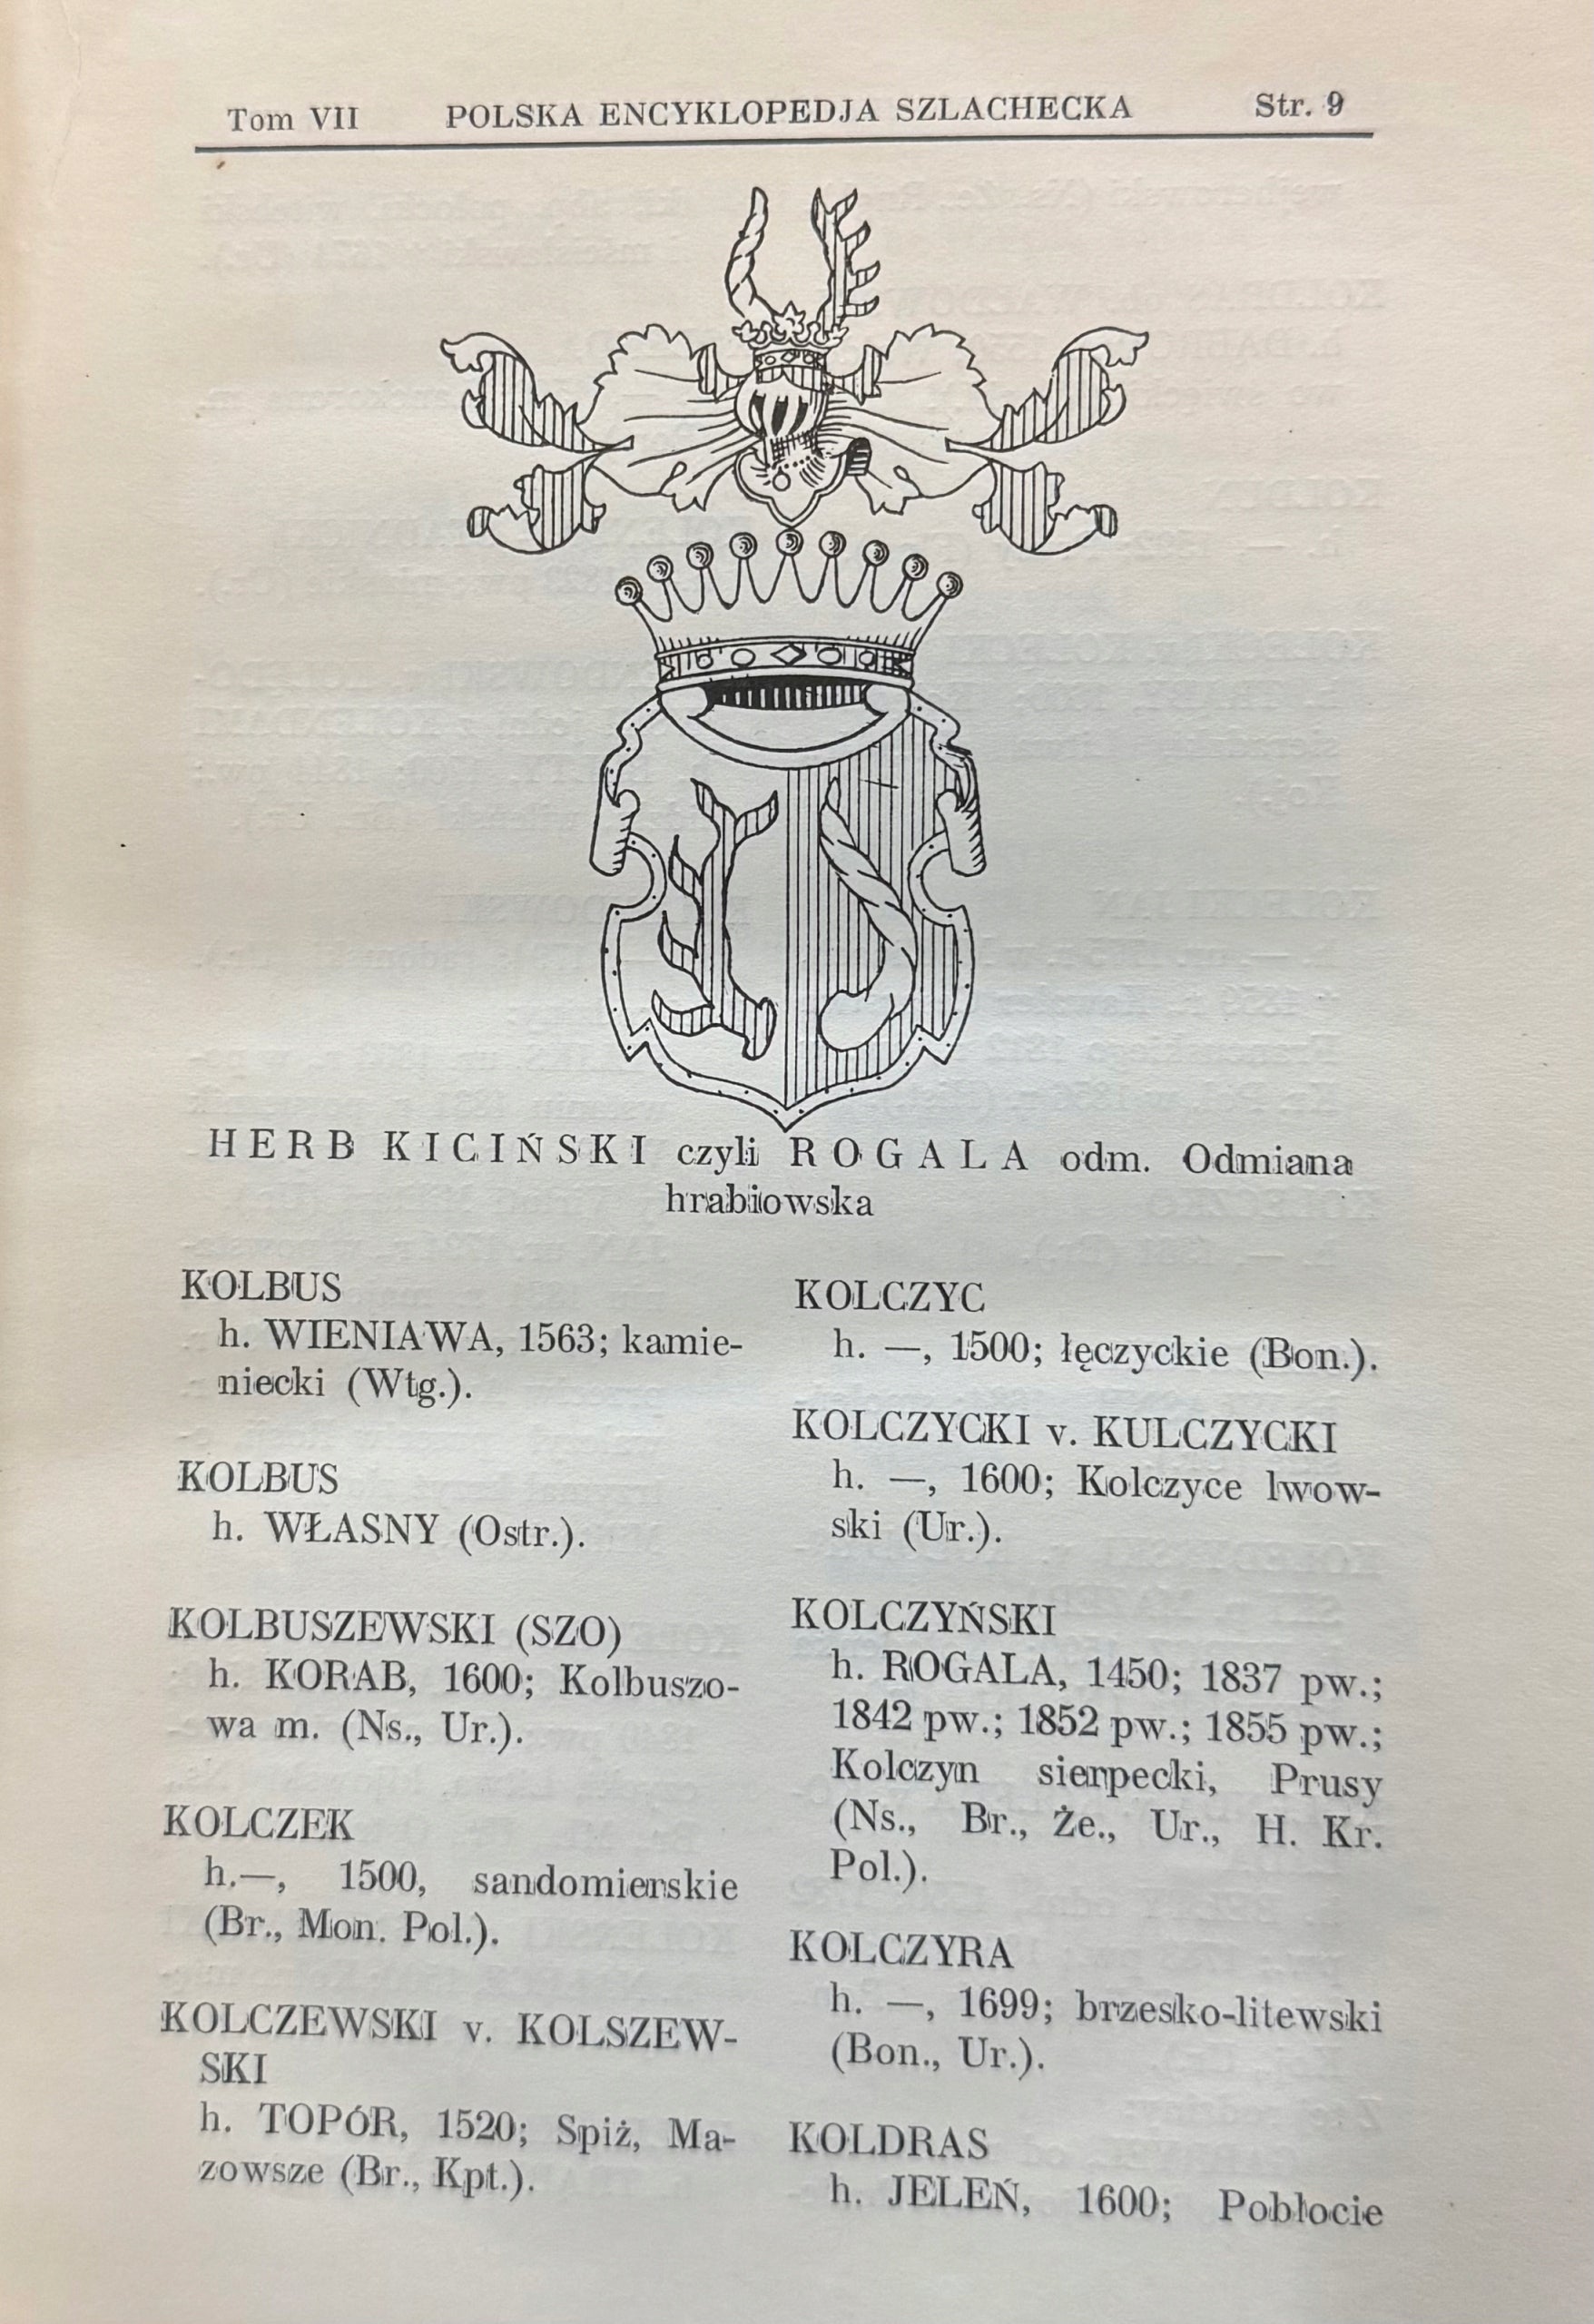 Tom VII POLSKA ENCYKLOPEDJA SZLACHECKA Str. 9
HERB KICIŃSKI czyli ROGALA odm. Odmiana
hrabiowska
KOLBUS
h. WIENIAWA, 1563; kamie-
niecki (Wtg.).
KOLBUS
h. WŁASNY (Ostr.).
KOLBUSZEWSKI (SZO)
h. KORAB, 1600; Kolbuszo-
wa m. (Ns., Ur.).
KOLCZEK
h.—, 1500, sandomierskie
(Br., Mon. Pol.).
KOLCZEWSKI v. KOLSZEW-
SKI
h. TOPÓR, 1520; Spiż, Ma-
zowsze (Br., Kpt.).
KOLCZYC
h. —, 1500; łęczyckie (Bon.).
KOLCZYCKI v. KULCZYCKI
h. —, 1600; Kolczyce lwow-
ski (Ur.).
KOLCZYŃSKI
h. ROGALA, 1450; 1837 pw.;
1842 pw.; 1852 pw.; 1855 pw.;
Kolczyn sierpecki, Prusy
(Ns., Br., Że., Ur., H. Kr.
Pol.).
KOLCZYRA
h. —, 1699; brzesko-litewski
(Bon., Ur.).
KOLDRAS
h. JELEŃ, 1600; Pobłocie